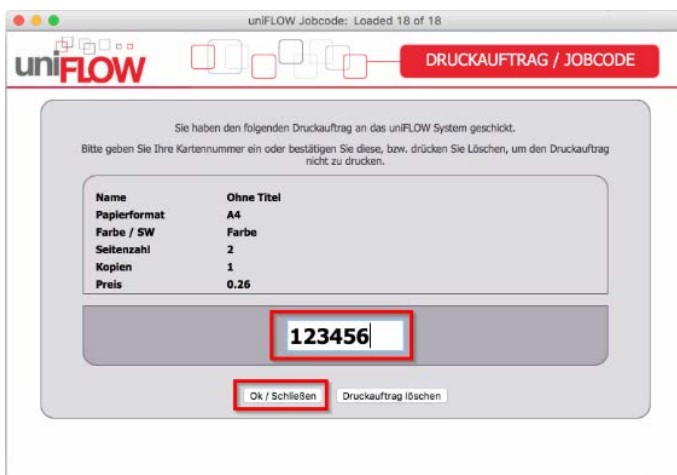 uniFLOW Jobcode: Loaded 18 of 18
uniFLOW
DRUCKAUFTRAG / JOBCODE
Sie haben den folgenden Druckauftrag an das uniFLOW System geschickt.
Bitte geben Sie Ihre Kartennummer ein oder bestätigen Sie diese, bzw. drücken Sie Löschen, um den Druckauftrag
nicht zu drucken.
Name Ohne Titel
Papierformat A4
Farbe / SW Farbe
Seitenzahl 2
Kopien 1
Preis 0.26
123456
Ok / Schließen Druckauftrag löschen